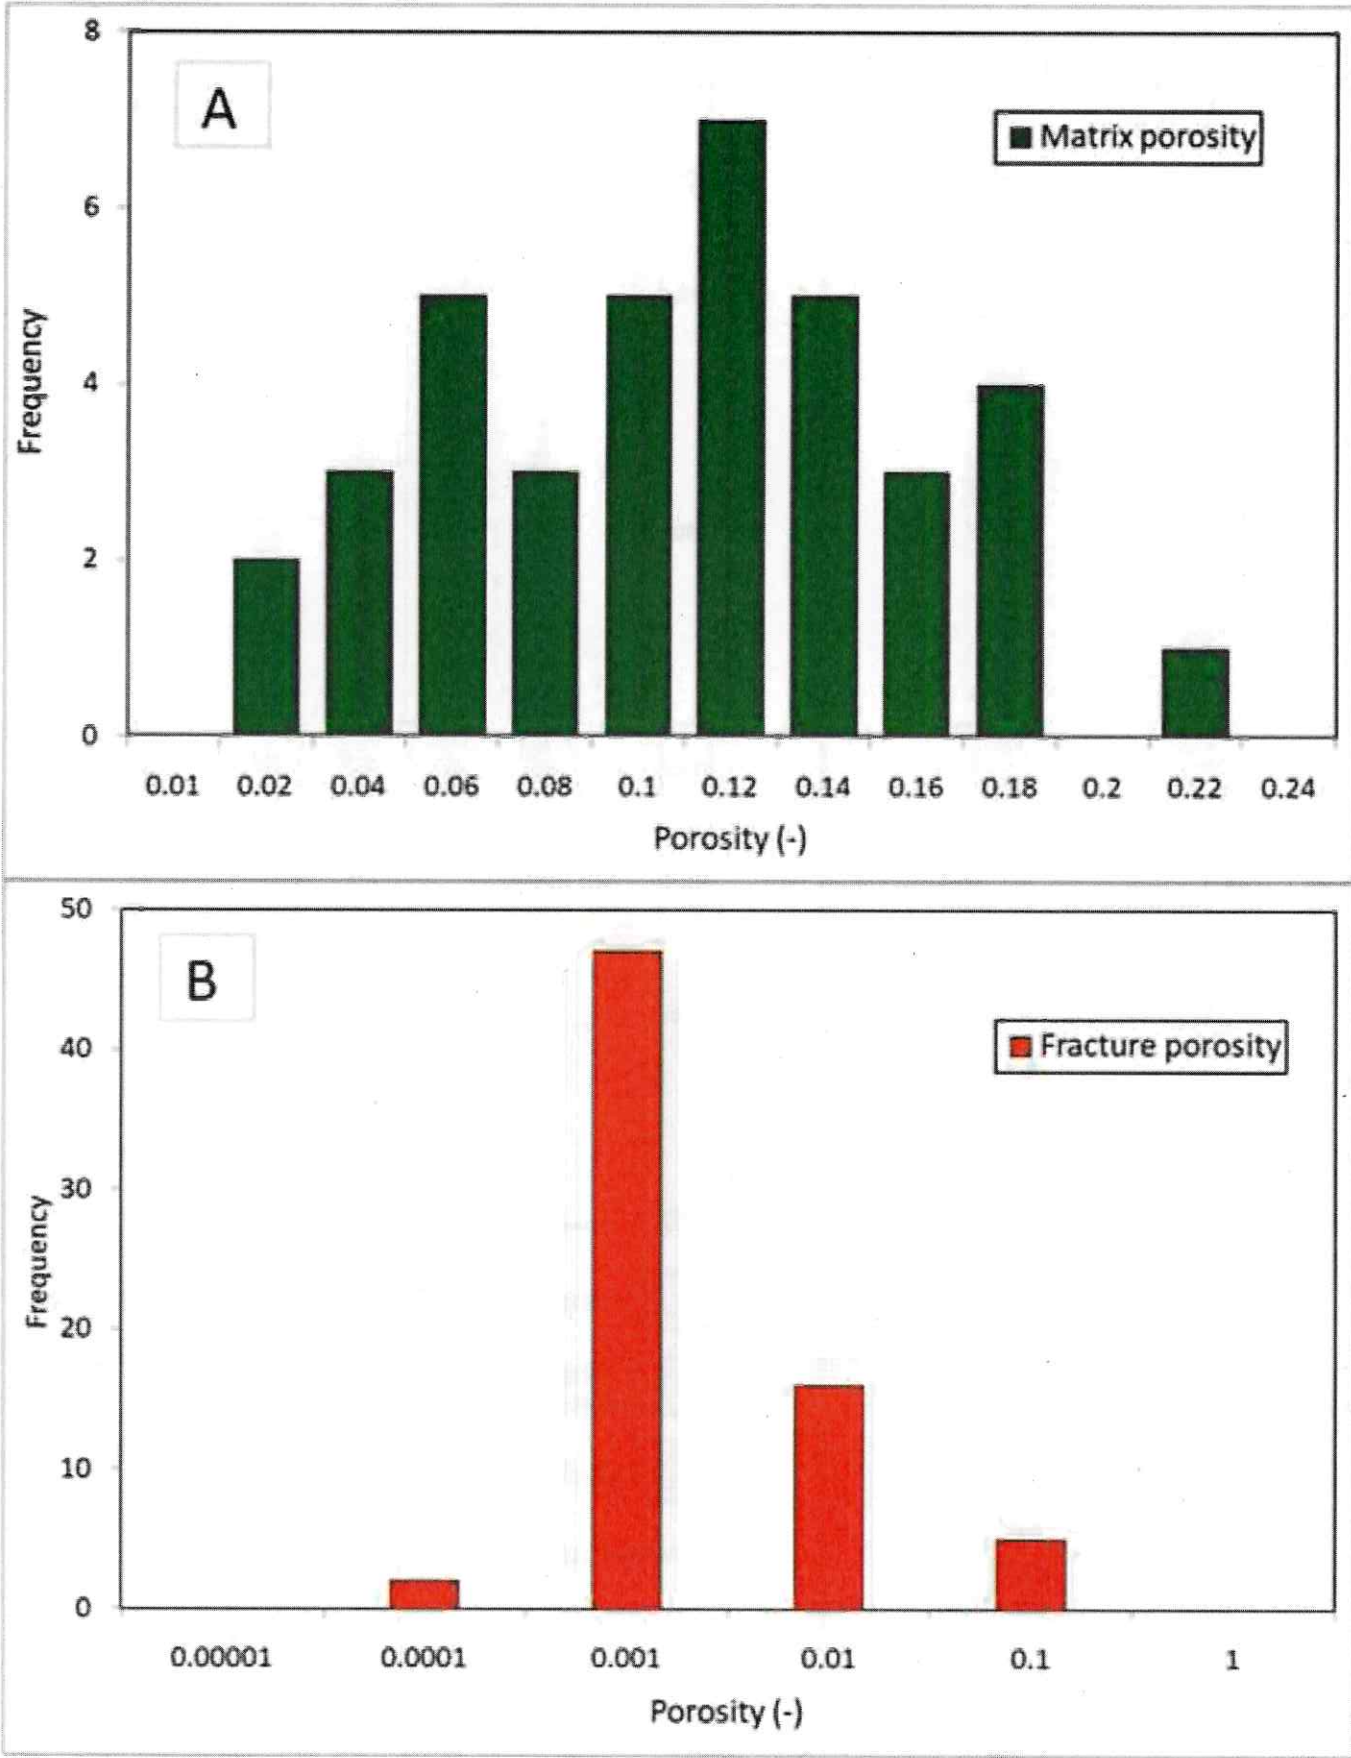 8
A
Matrix porosity
6
Frequency
4
2
0
0.01 0.02 0.04 0.06 0.08 0.1 0.12 0.14 0.16 0.18 0.2 0.22 0.24
Porosity (-)
50
B
Fracture porosity
40
30
Frequency
20
10
0
0.00001 0.0001 0.001 0.01 0.1 1
Porosity (-)